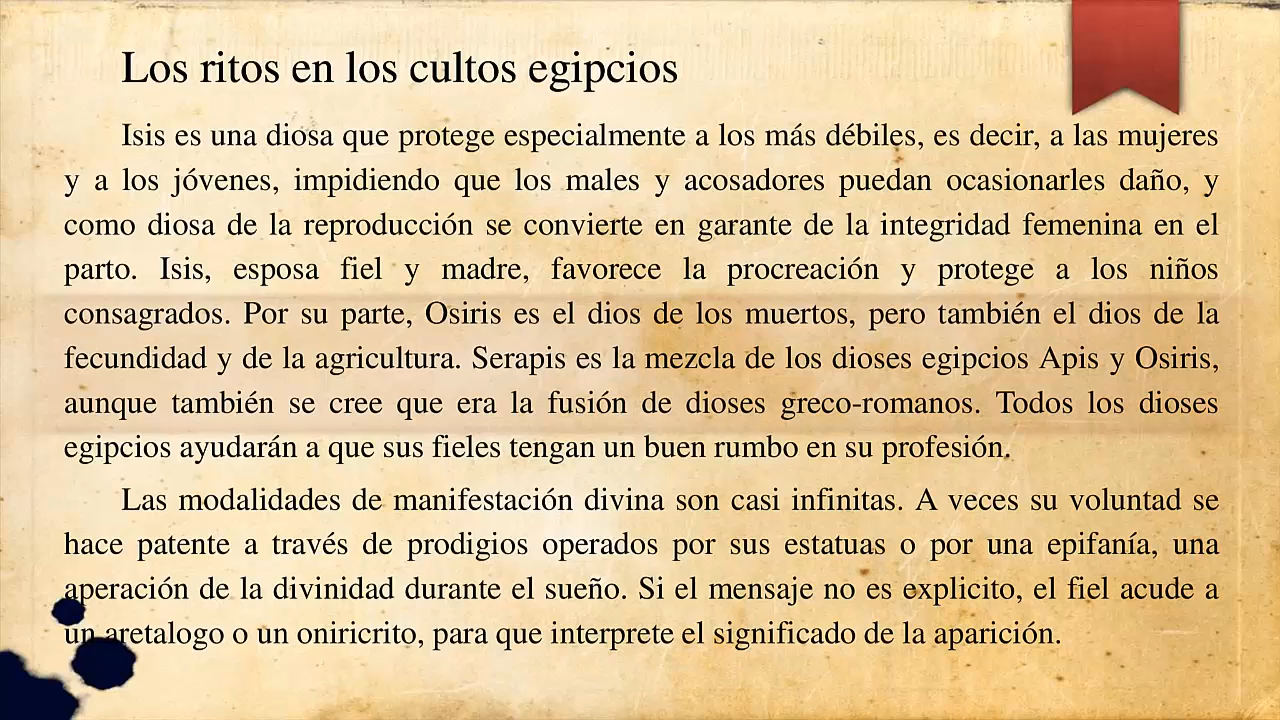 Los ritos en los cultos egipcios
Isis es una diosa que protege especialmente a los más débiles, es decir, a las mujeres
y a los jóvenes, impidiendo que los males y acosadores puedan ocasionarles daño, y
como diosa de la reproducción se convierte en garante de la integridad femenina en el
parto. Isis, esposa fiel y madre, favorece la procreación y protege a los niños
consagrados. Por su parte, Osiris es el dios de los muertos, pero también el dios de la
fecundidad y de la agricultura. Serapis es la mezcla de los dioses egipcios Apis y Osiris,
aunque también se cree que era la fusión de dioses greco-romanos. Todos los dioses
egipcios ayudarán a que sus fieles tengan un buen rumbo en su profesión.
Las modalidades de manifestación divina son casi infinitas. A veces su voluntad se
hace patente a través de prodigios operados por sus estatuas o por una epifanía, una
aperación de la divinidad durante el sueño. Si el mensaje no es explicito, el fiel acude a
un aretalogo o un oniricrito, para que interprete el significado de la aparición.